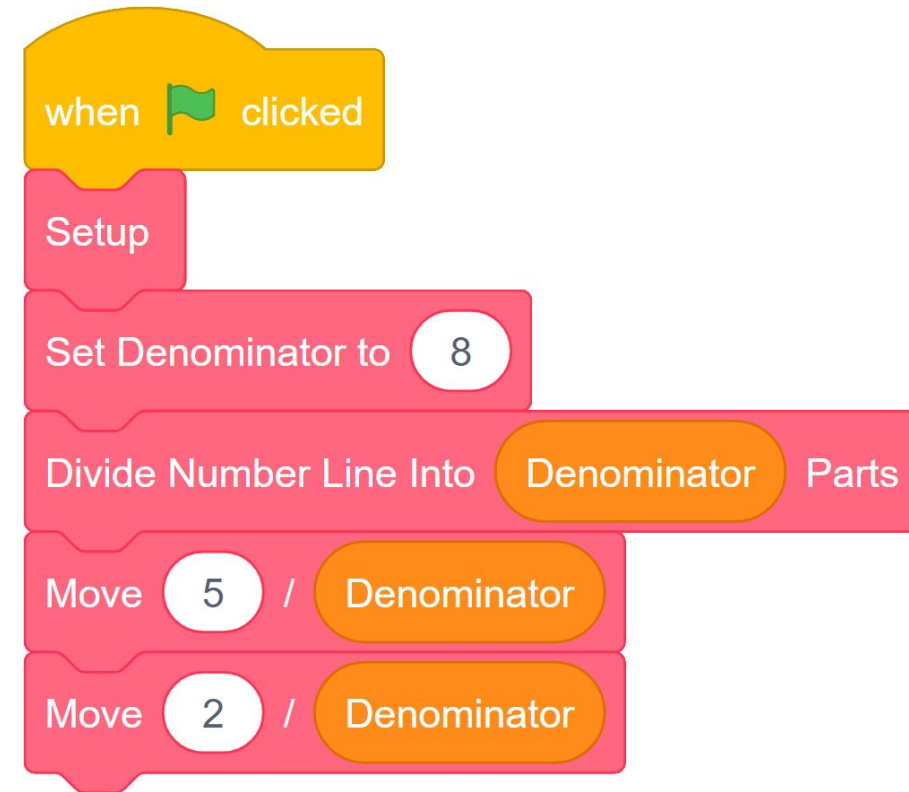 when clicked
Setup
Set Denominator to 8
Divide Number Line Into Denominator Parts
Move 5 / Denominator
Move 2 / Denominator